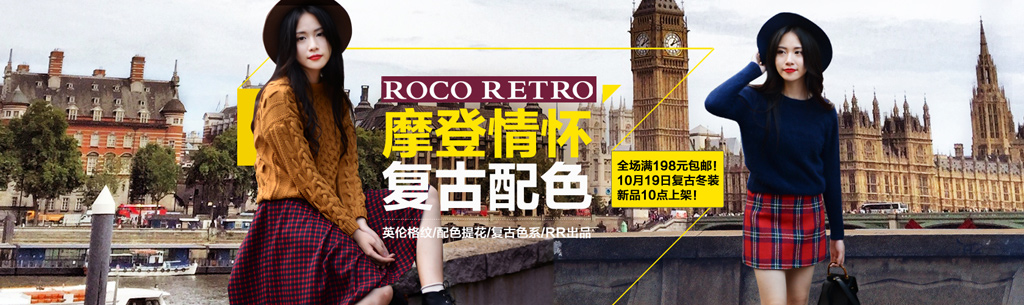 ROCO RETRO
摩登情怀
复古配色
英伦格纹/配色提花/复古色系/RR出品
全场满198元包邮！
10月19日复古冬装
新品10点上架！